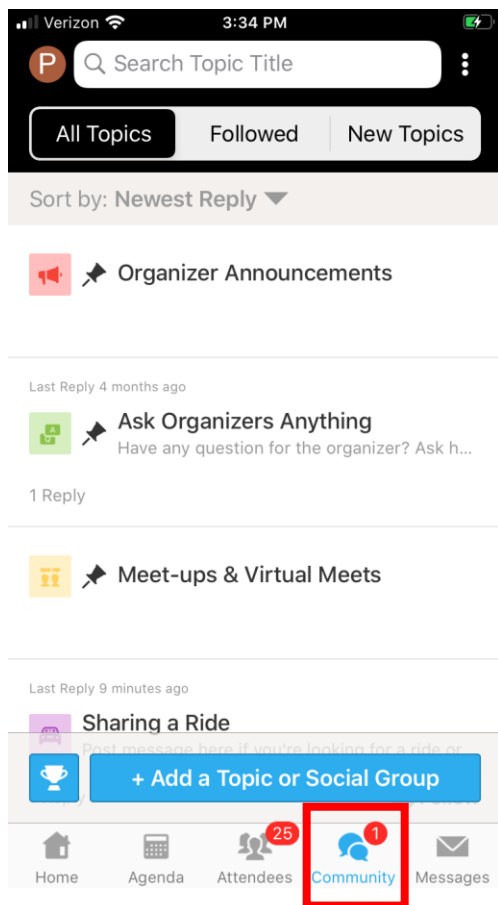 Verizon 3:34 PM
P Search Topic Title
All Topics Followed New Topics
Sort by: Newest Reply
Organizer Announcements
Last Reply 4 months ago
Ask Organizers Anything
Have any question for the organizer? Ask h...
1 Reply
Meet-ups & Virtual Meets
Last Reply 9 minutes ago
Sharing a Ride
Post message here if you're looking for a ride or
+ Add a Topic or Social Group
25 1
Home Agenda Attendees Community Messages